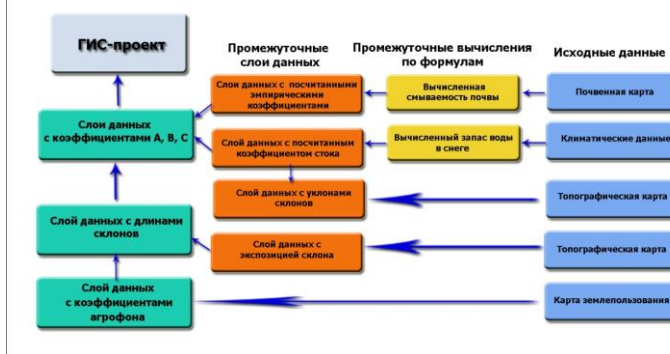 ГИС-проект
Промежуточные
слои данных
Промежуточные вычисления
по формулам
Исходные данные
Слои данных с посчитанными
эмпирическими
коэффициентами
Вычисленная
смываемость почвы
Почвенная карта
Слои данных
с коэффициентами А, В, С
Слой данных с посчитанным
коэффициентом стока
Вычисленный запас воды
в снеге
Климатические данные
Слой данных с уклонами
склонов
Топографическая карта
Слой данных с длинами
склонов
Слой данных с
экспозицией склона
Топографическая карта
Слой данных
с коэффициентами
агрофона
Карта землепользования